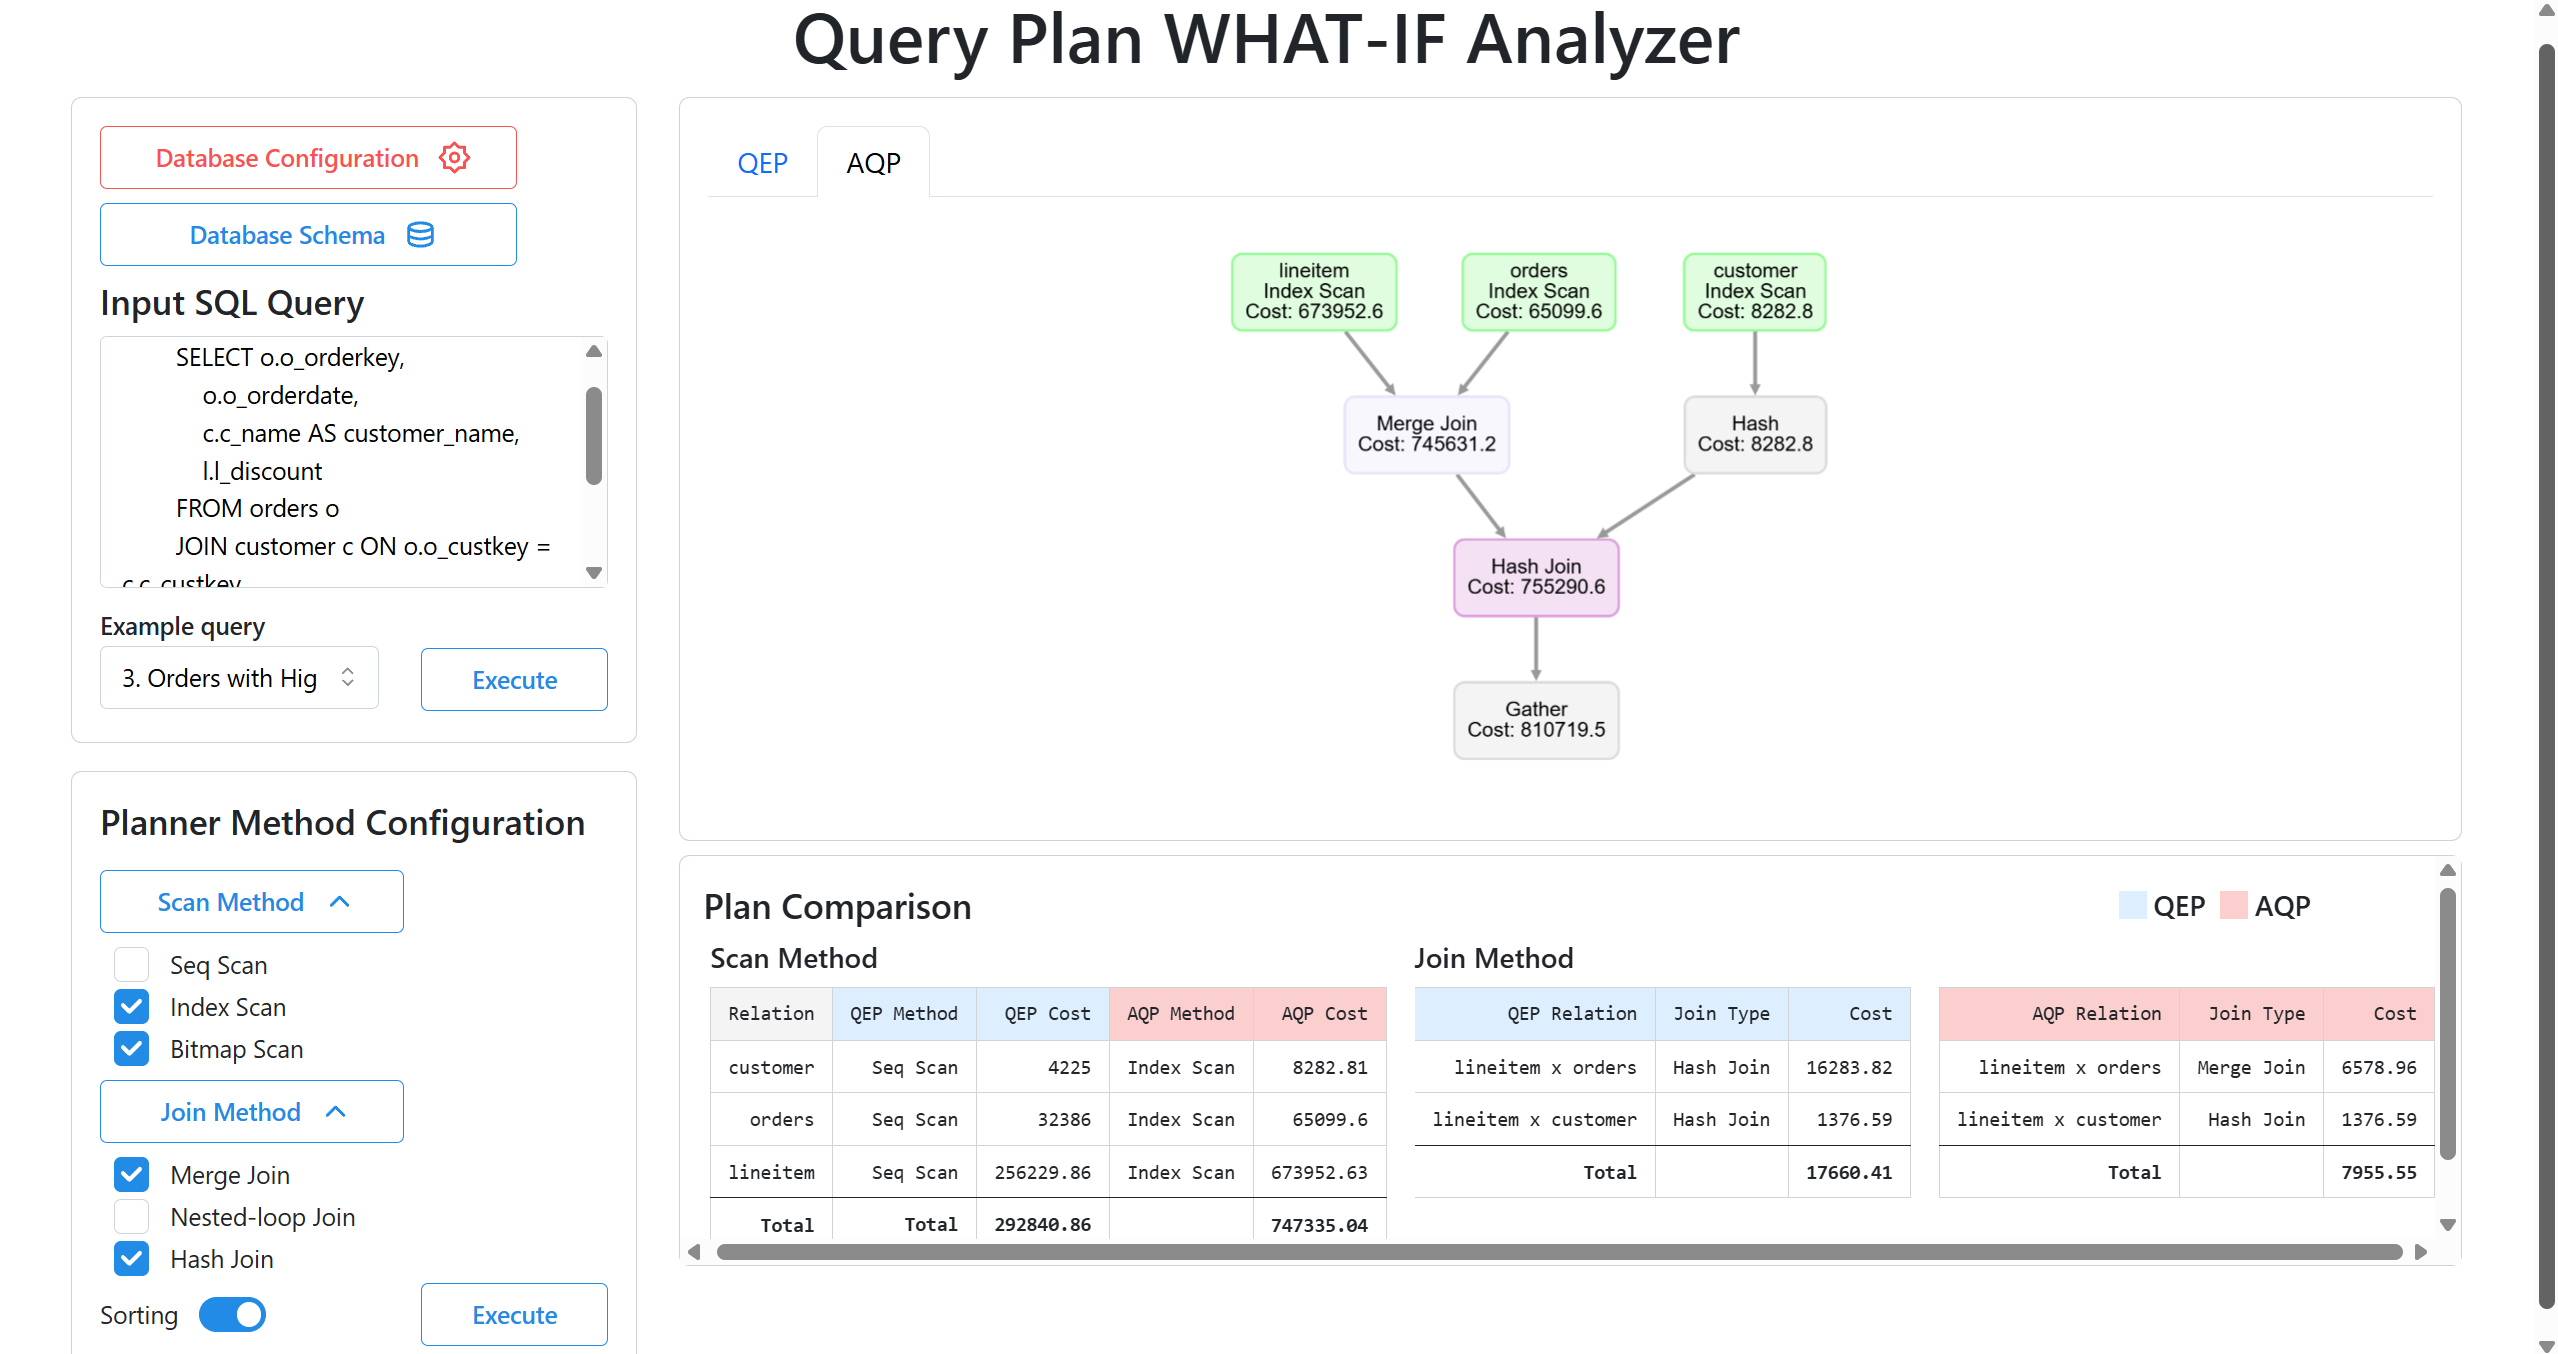 Query Plan WHAT-IF Analyzer
Database Configuration
Database Schema
Input SQL Query
SELECT o.o_orderkey,
o.o_orderdate,
c.c_name AS customer_name,
l.l_discount
FROM orders o
JOIN customer c ON o.o_custkey =
c.c_custkey
Example query
3. Orders with Hig
Execute
Planner Method Configuration
Scan Method
Seq Scan
Index Scan
Bitmap Scan
Join Method
Merge Join
Nested-loop Join
Hash Join
Sorting
Execute
QEP AQP
lineitem
Index Scan
Cost: 673952.6
orders
Index Scan
Cost: 65099.6
customer
Index Scan
Cost: 8282.8
Merge Join
Cost: 745631.2
Hash
Cost: 8282.8
Hash Join
Cost: 755290.6
Gather
Cost: 810719.5
Plan Comparison
QEP AQP
Scan Method
Relation QEP Method QEP Cost AQP Method AQP Cost
customer Seq Scan 4225 Index Scan 8282.81
orders Seq Scan 32386 Index Scan 65099.6
lineitem Seq Scan 256229.86 Index Scan 673952.63
Total Total 292840.86 747335.04
Join Method
QEP Relation Join Type Cost
lineitem x orders Hash Join 16283.82
lineitem x customer Hash Join 1376.59
Total 17660.41
AQP Relation Join Type Cost
lineitem x orders Merge Join 6578.96
lineitem x customer Hash Join 1376.59
Total 7955.55